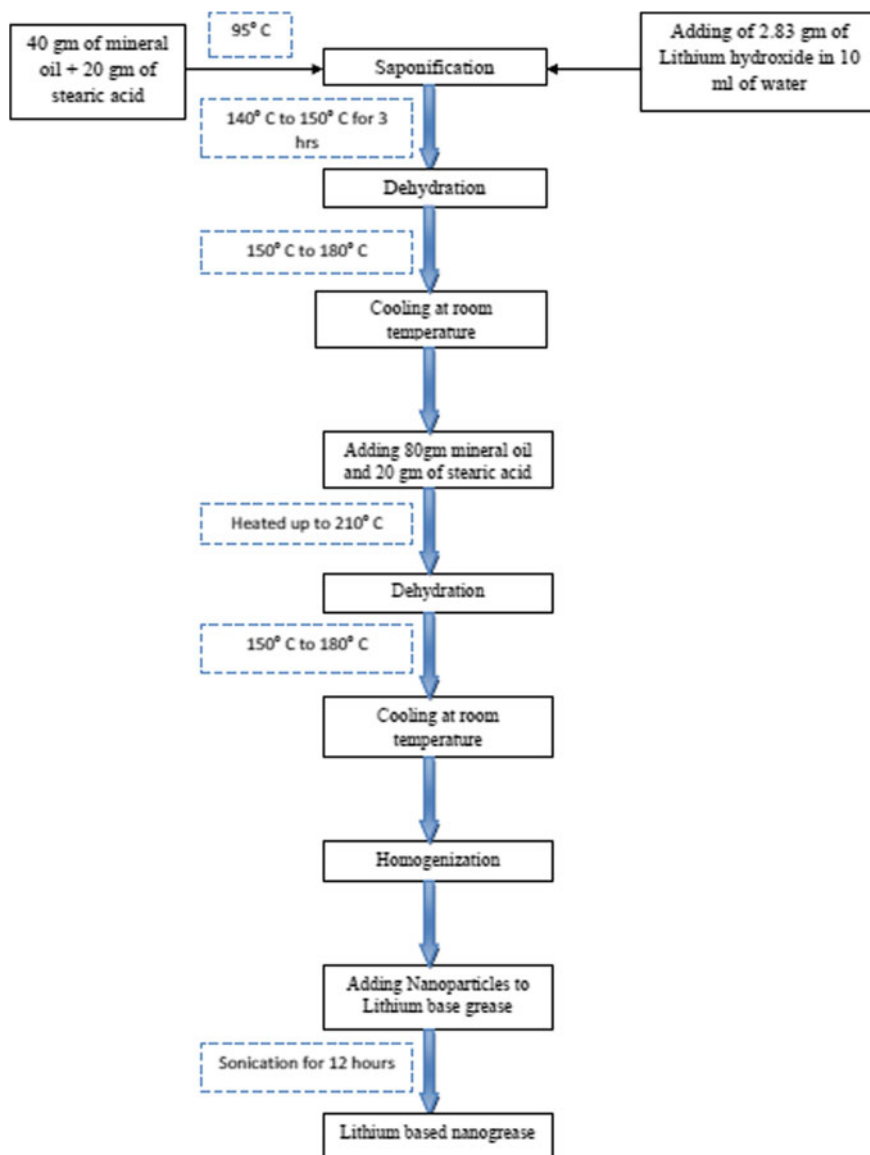 40 gm of mineral
oil + 20 gm of
stearic acid
95° C
Saponification
Adding of 2.83 gm of
Lithium hydroxide in 10
ml of water
140° C to 150° C for 3
hrs
Dehydration
150° C to 180° C
Cooling at room
temperature
Adding 80gm mineral oil
and 20 gm of stearic acid
Heated up to 210° C
Dehydration
150° C to 180° C
Cooling at room
temperature
Homogenization
Adding Nanoparticles to
Lithium base grease
Sonication for 12 hours
Lithium based nanogrease